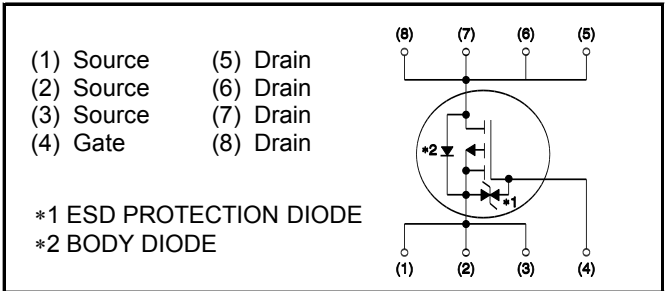 (1) Source (5) Drain
(2) Source (6) Drain
(3) Source (7) Drain
(4) Gate (8) Drain
∗1 ESD PROTECTION DIODE
∗2 BODY DIODE
(8) (7) (6) (5)
∗2
∗1
(1) (2) (3) (4)